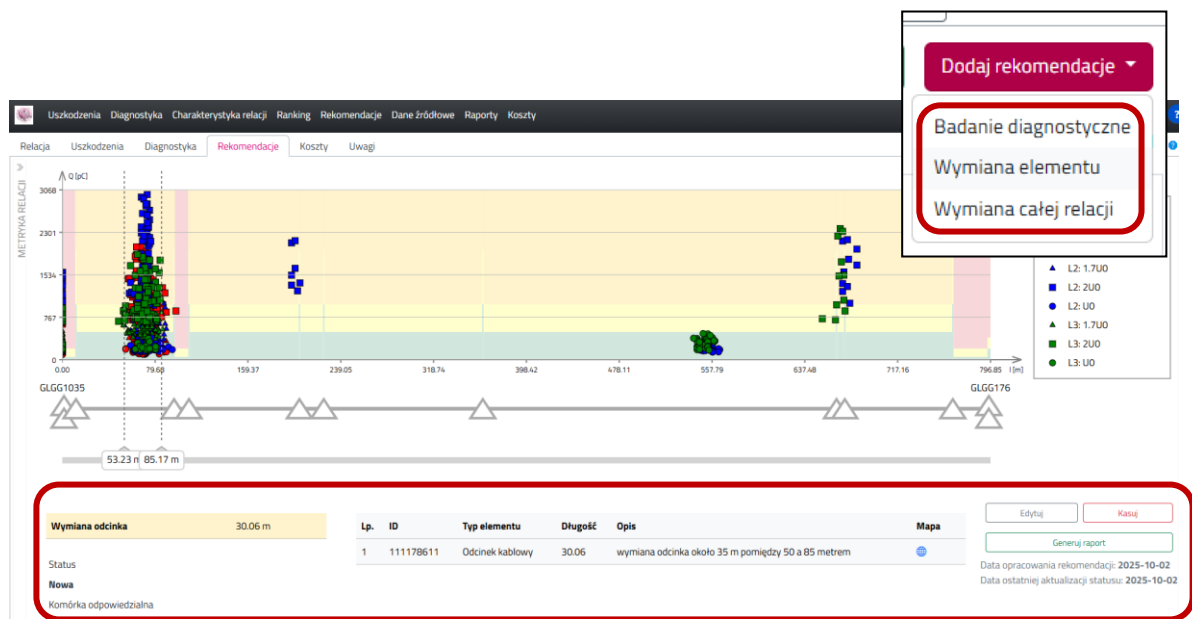 Dodaj rekomendacje
Badanie diagnostyczne
Wymiana elementu
Wymiana całej relacji
Uszkodzenia Diagnostyka Charakterystyka relacji Ranking Rekomendacje Dane źródłowe Raporty Koszty
?
Relacja Uszkodzenia Diagnostyka Rekomendacje Koszty Uwagi
?
»
METRYKA RELACJI
Q [pC]
3068
2301
1534
767
0
0.00 79.68 159.37 239.05 318.74 398.42 478.11 557.79 637.48 717.16 796.85 l [m]
L2: 1.7U0
L2: 2U0
L2: U0
L3: 1.7U0
L3: 2U0
L3: U0
GLGG1035 GLGG176
53.23 m 85.17 m
Wymiana odcinka 30.06 m
Status
Nowa
Komórka odpowiedzialna
Lp. ID Typ elementu Długość Opis Mapa
1 111178611 Odcinek kablowy 30.06 wymiana odcinka około 35 m pomiędzy 50 a 85 metrem
Edytuj Kasuj
Generuj raport
Data opracowania rekomendacji: 2025-10-02
Data ostatniej aktualizacji statusu: 2025-10-02